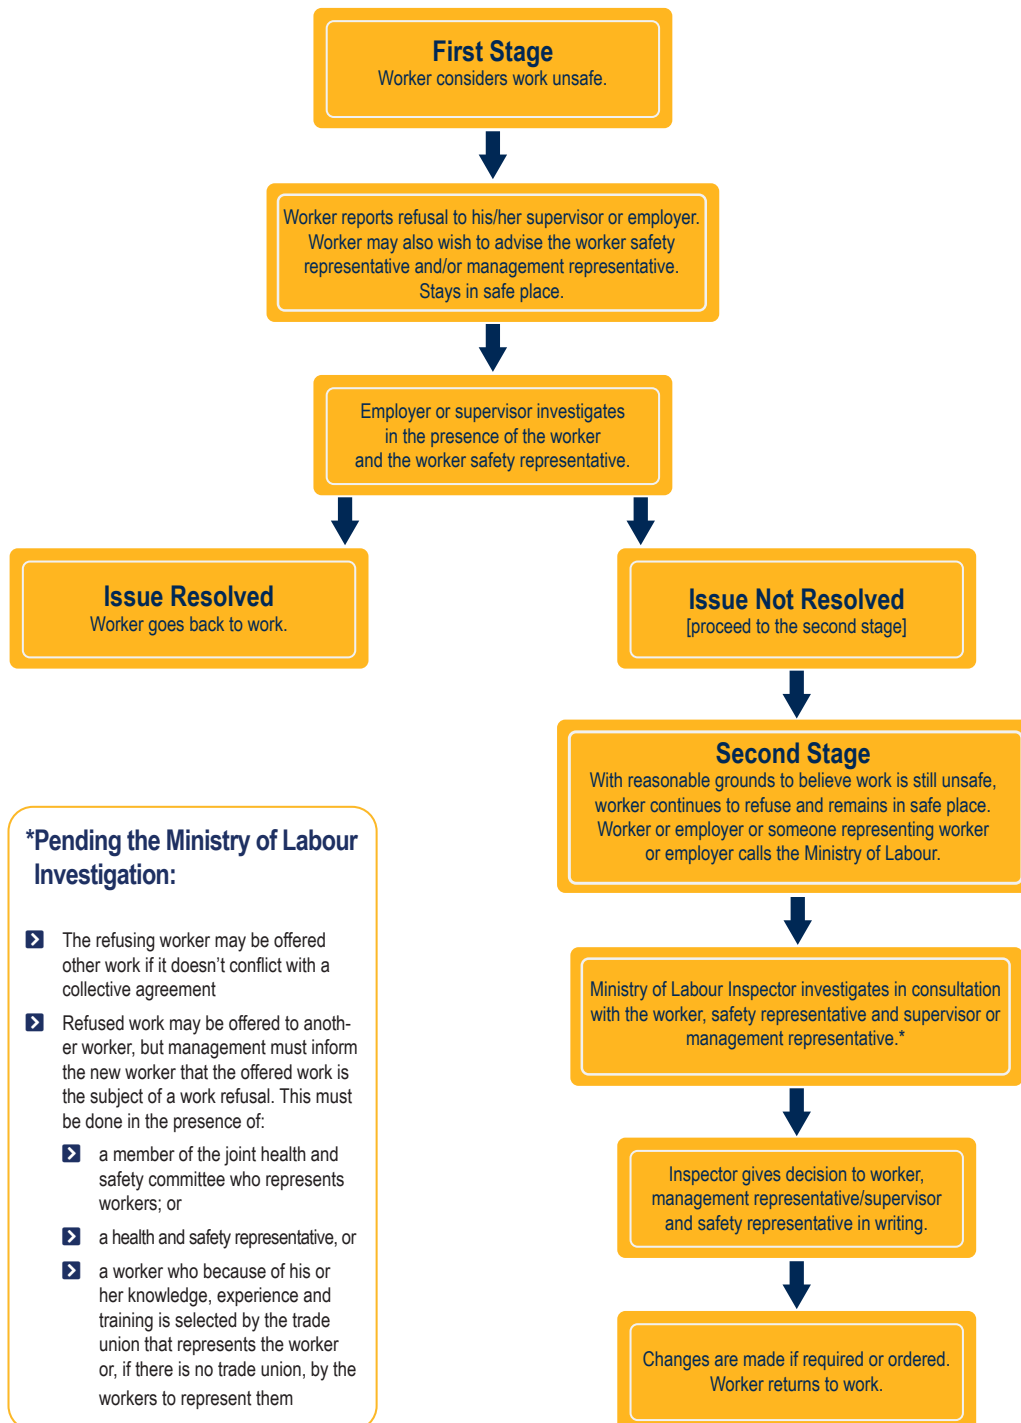 First Stage
Worker considers work unsafe.
Worker reports refusal to his/her supervisor or employer.
Worker may also wish to advise the worker safety
representative and/or management representative.
Stays in safe place.
Employer or supervisor investigates
in the presence of the worker
and the worker safety representative.
Issue Resolved
Worker goes back to work.
Issue Not Resolved
[proceed to the second stage]
Second Stage
With reasonable grounds to believe work is still unsafe,
worker continues to refuse and remains in safe place.
Worker or employer or someone representing worker
or employer calls the Ministry of Labour.
Ministry of Labour Inspector investigates in consultation
with the worker, safety representative and supervisor or
management representative.*
Inspector gives decision to worker,
management representative/supervisor
and safety representative in writing.
Changes are made if required or ordered.
Worker returns to work.
*Pending the Ministry of Labour
Investigation:
The refusing worker may be offered
other work if it doesn’t conflict with a
collective agreement
Refused work may be offered to anoth-
er worker, but management must inform
the new worker that the offered work is
the subject of a work refusal. This must
be done in the presence of:
a member of the joint health and
safety committee who represents
workers; or
a health and safety representative, or
a worker who because of his or
her knowledge, experience and
training is selected by the trade
union that represents the worker
or, if there is no trade union, by the
workers to represent them